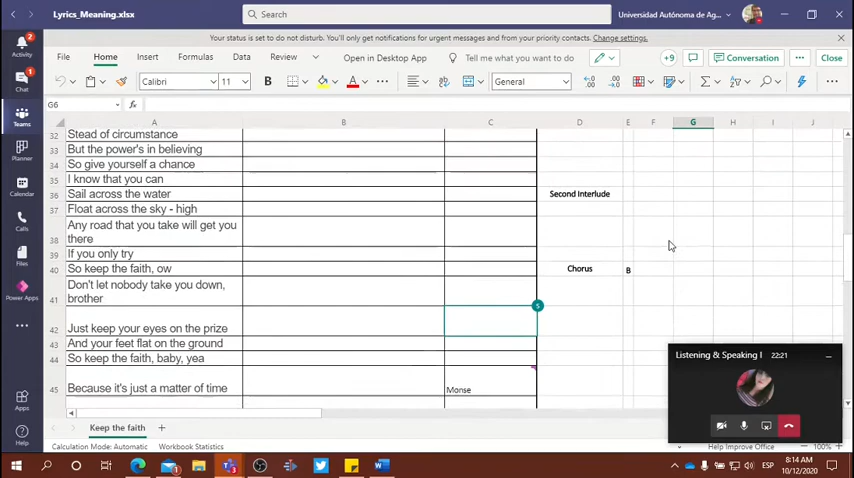 Lyrics_Meaning.xlsx
Search
Universidad Autónoma de Ag...
Your status is set to do not disturb. You'll only get notifications for urgent messages and from your priority contacts. Change settings.
2
Activity
File
Home
Insert
Formulas
Data
Review
Open in Desktop App
Tell me what you want to do
+9
Conversation
Close
1
Chat
Calibri
11
B
A
ab
General
Teams
G6
fx
A
B
C
D
E
F
G
H
I
J
Planner
32 Stead of circumstance
33 But the power's in believing
34 So give yourself a chance
35 I know that you can
36 Sail across the water
Second Interlude
37 Float across the sky - high
Calendar
Any road that you take will get you
38 there
Calls
39 If you only try
40 So keep the faith, ow
Chorus
B
Files
Don't let nobody take you down,
41 brother
Power Apps
S
42 Just keep your eyes on the prize
43 And your feet flat on the ground
44 So keep the faith, baby, yea
45 Because it's just a matter of time
Monse
Listening & Speaking I
22:21
Apps
Help
Keep the faith
Calculation Mode: Automatic
Workbook Statistics
Help Improve Office
100%
1
3
ESP
8:14 AM
10/12/2020